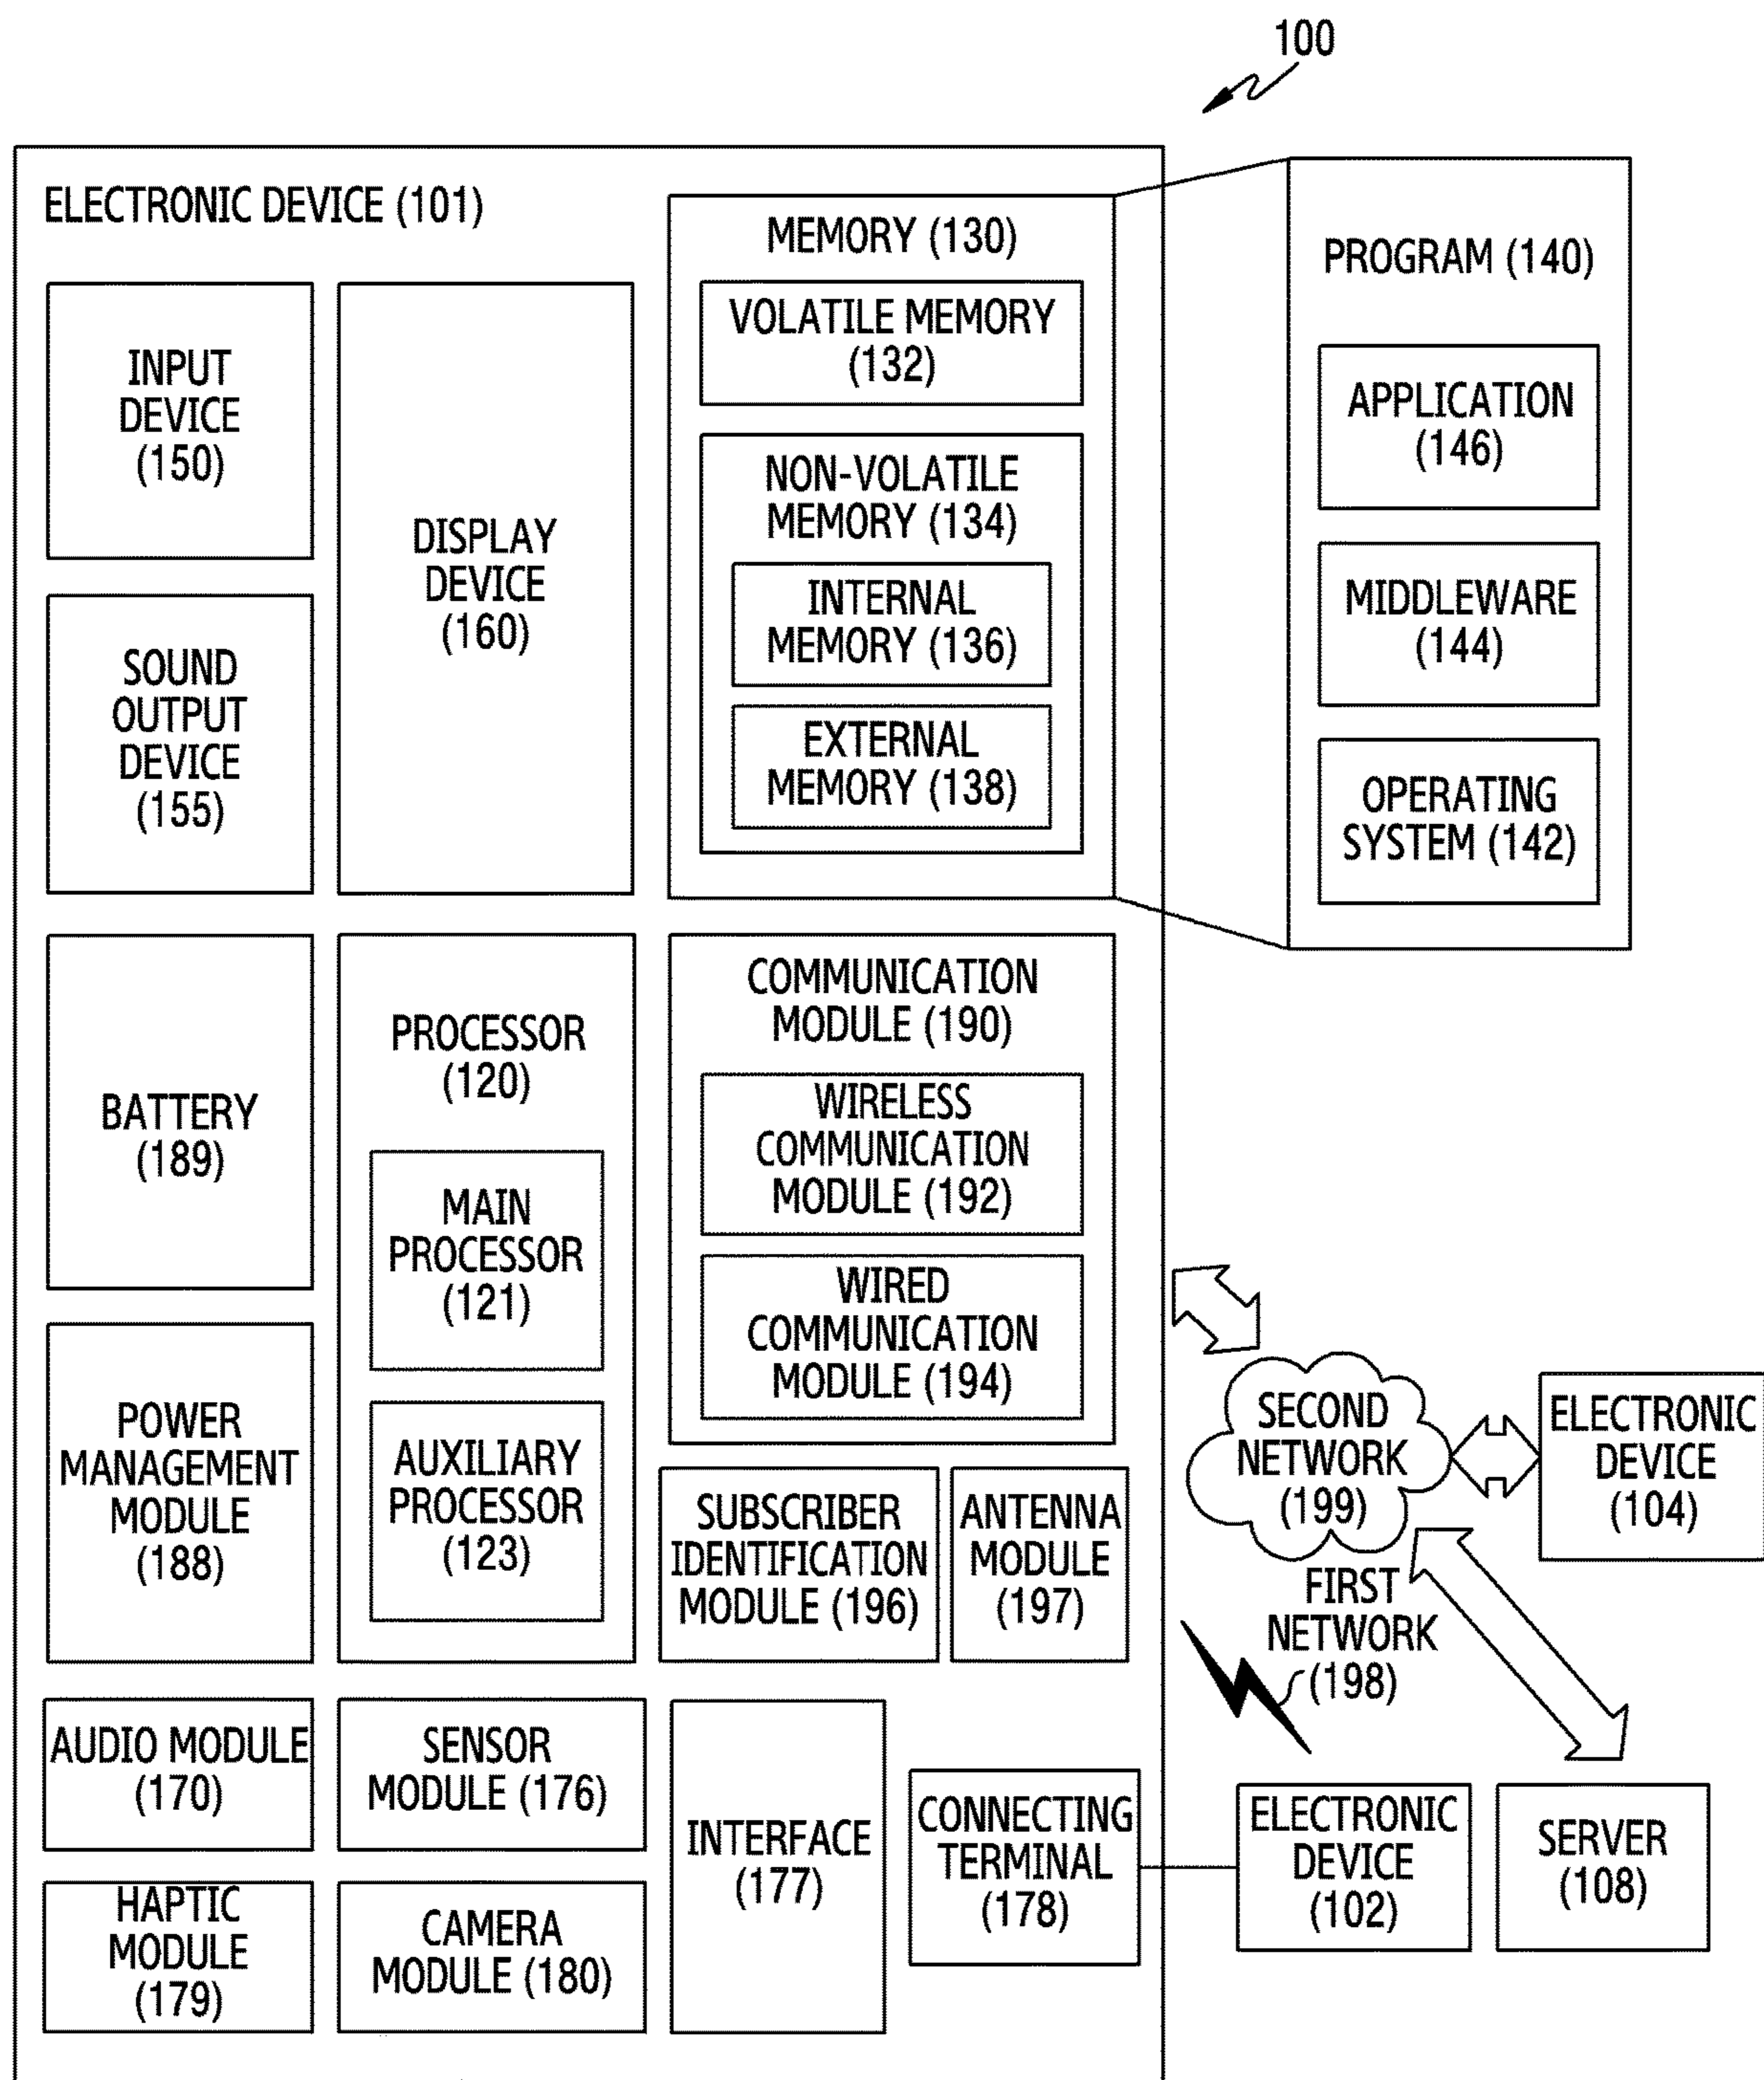 100
ELECTRONIC DEVICE (101)
INPUT
DEVICE
(150)
SOUND
OUTPUT
DEVICE
(155)
DISPLAY
DEVICE
(160)
MEMORY (130)
VOLATILE MEMORY
(132)
NON-VOLATILE
MEMORY (134)
INTERNAL
MEMORY (136)
EXTERNAL
MEMORY (138)
PROGRAM (140)
APPLICATION
(146)
MIDDLEWARE
(144)
OPERATING
SYSTEM (142)
BATTERY
(189)
POWER
MANAGEMENT
MODULE
(188)
PROCESSOR
(120)
MAIN
PROCESSOR
(121)
AUXILIARY
PROCESSOR
(123)
COMMUNICATION
MODULE (190)
WIRELESS
COMMUNICATION
MODULE (192)
WIRED
COMMUNICATION
MODULE (194)
SUBSCRIBER
IDENTIFICATION
MODULE (196)
ANTENNA
MODULE
(197)
SECOND
NETWORK
(199)
ELECTRONIC
DEVICE
(104)
FIRST
NETWORK
(198)
AUDIO MODULE
(170)
SENSOR
MODULE (176)
HAPTIC
MODULE
(179)
CAMERA
MODULE (180)
INTERFACE
(177)
CONNECTING
TERMINAL
(178)
ELECTRONIC
DEVICE
(102)
SERVER
(108)